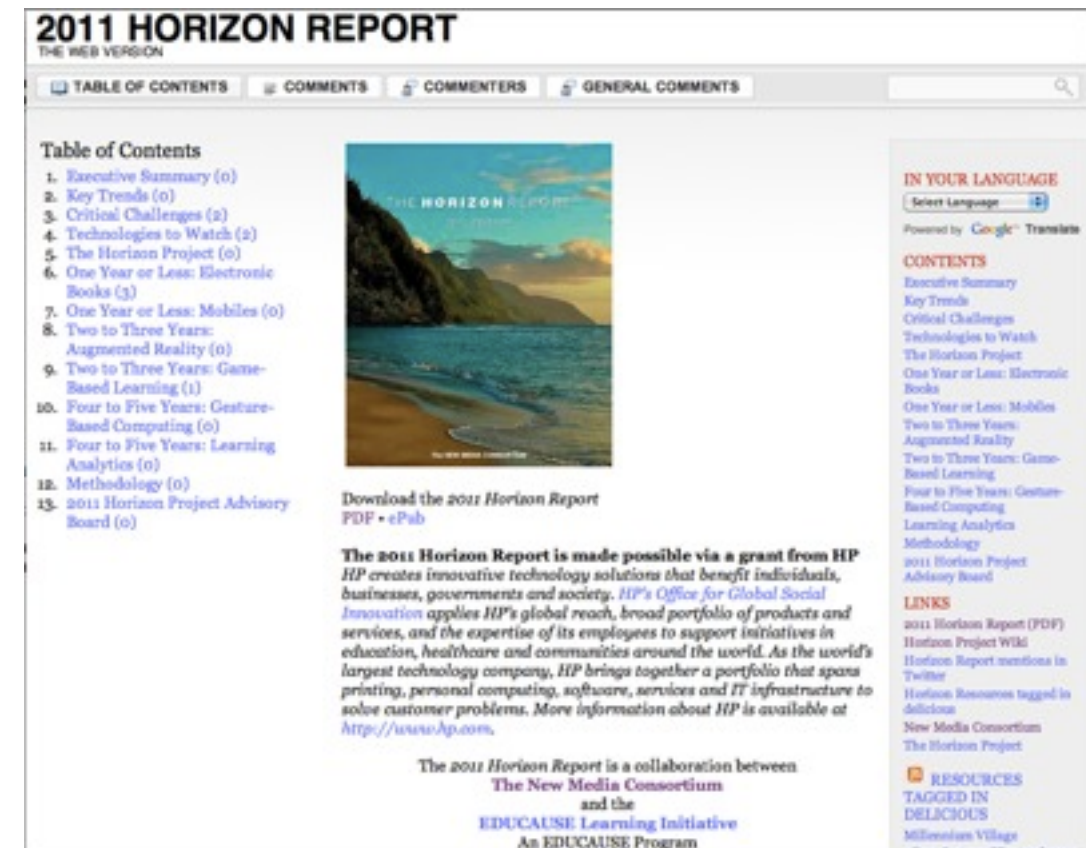 2011 HORIZON REPORT
THE WEB VERSION
TABLE OF CONTENTS
COMMENTS
COMMENTERS
GENERAL COMMENTS
Table of Contents
1. Executive Summary (0)
2. Key Trends (0)
3. Critical Challenges (2)
4. Technologies to Watch (2)
5. The Horizon Project (0)
6. One Year or Less: Electronic
Books (3)
7. One Year or Less: Mobiles (0)
8. Two to Three Years:
Augmented Reality (0)
9. Two to Three Years: Game-
Based Learning (1)
10. Four to Five Years: Gesture-
Based Computing (0)
11. Four to Five Years: Learning
Analytics (0)
12. Methodology (0)
13. 2011 Horizon Project Advisory
Board (0)
THE HORIZON REPORT
The NEW MEDIA CONSORTIUM
Download the 2011 Horizon Report
PDF • ePub
The 2011 Horizon Report is made possible via a grant from HP
HP creates innovative technology solutions that benefit individuals,
businesses, governments and society. HP's Office for Global Social
Innovation applies HP's global reach, broad portfolio of products and
services, and the expertise of its employees to support initiatives in
education, healthcare and communities around the world. As the world's
largest technology company, HP brings together a portfolio that spans
printing, personal computing, software, services and IT infrastructure to
solve customer problems. More information about HP is available at
http://www.hp.com.
The 2011 Horizon Report is a collaboration between
The New Media Consortium
and the
EDUCAUSE Learning Initiative
An EDUCAUSE Program
IN YOUR LANGUAGE
Select Language
Powered by Google™ Translate
CONTENTS
Executive Summary
Key Trends
Critical Challenges
Technologies to Watch
The Horizon Project
One Year or Less: Electronic
Books
One Year or Less: Mobiles
Two to Three Years:
Augmented Reality
Two to Three Years: Game-
Based Learning
Four to Five Years: Gesture-
Based Computing
Learning Analytics
Methodology
2011 Horizon Project
Advisory Board
LINKS
2011 Horizon Report (PDF)
Horizon Project Wiki
Horizon Report mentions in
Twitter
Horizon Resources tagged in
delicious
New Media Consortium
The Horizon Project
RESOURCES
TAGGED IN
DELICIOUS
Millennium Village